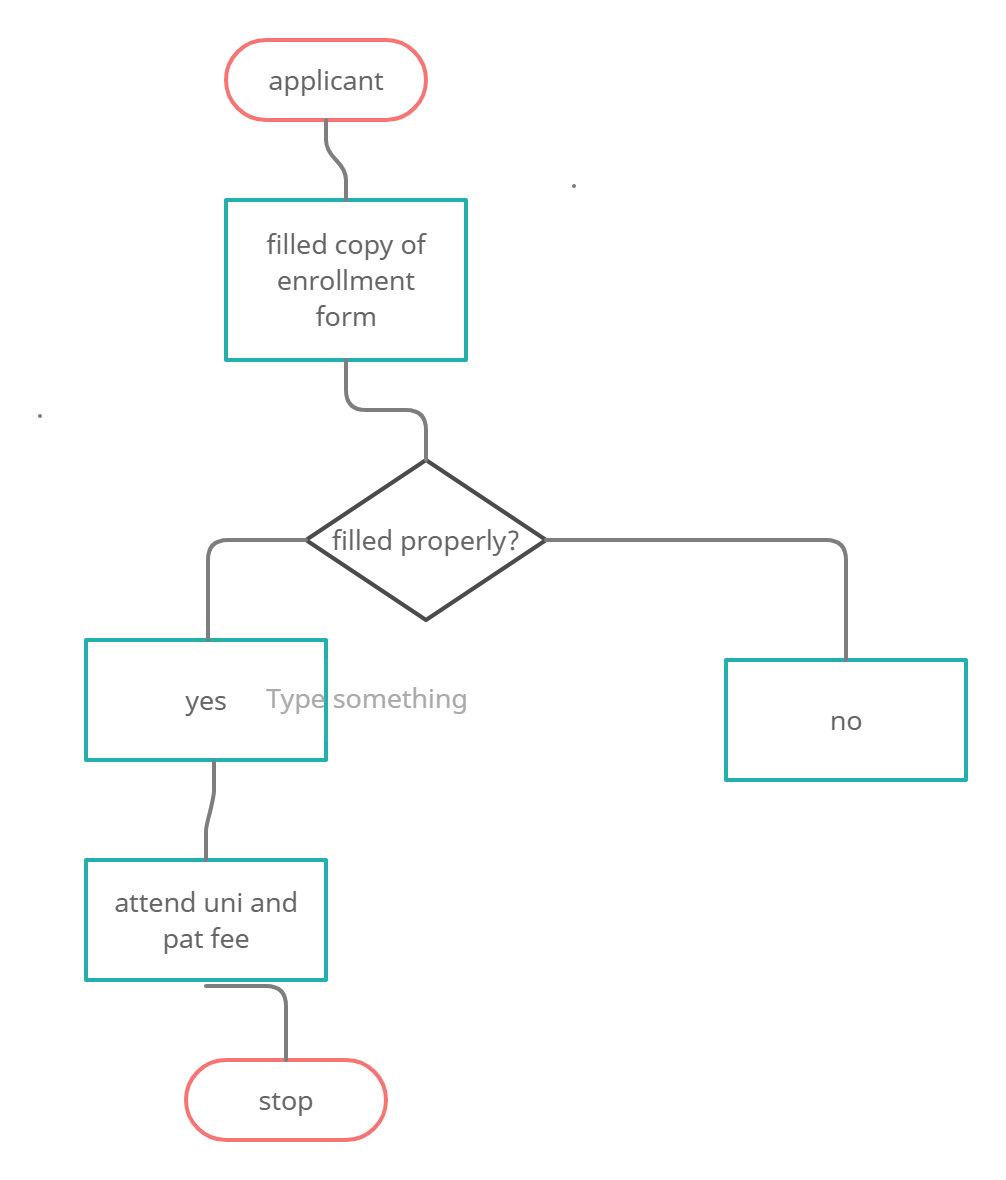 applicant
filled copy of
enrollment
form
filled properly?
yes
Type something
no
attend uni and
pat fee
stop